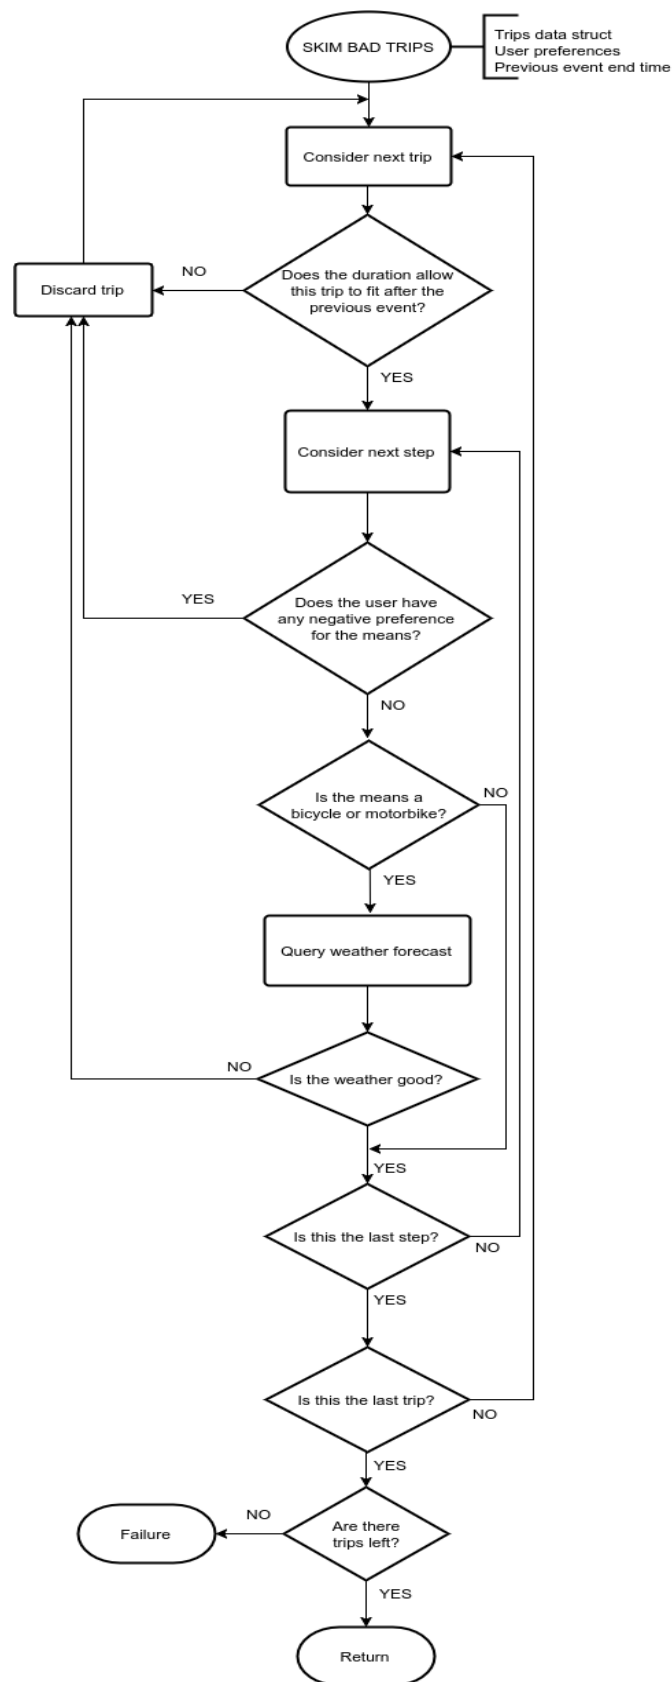 SKIM BAD TRIPS
Trips data struct
User preferences
Previous event end time
Consider next trip
NO
Discard trip
Does the duration allow
this trip to fit after the
previous event?
YES
Consider next step
YES
Does the user have
any negative preference
for the means?
NO
Is the means a
bicycle or motorbike?
NO
YES
Query weather forecast
NO
Is the weather good?
YES
Is this the last step?
NO
YES
Is this the last trip?
NO
YES
NO
Failure
Are there
trips left?
YES
Return